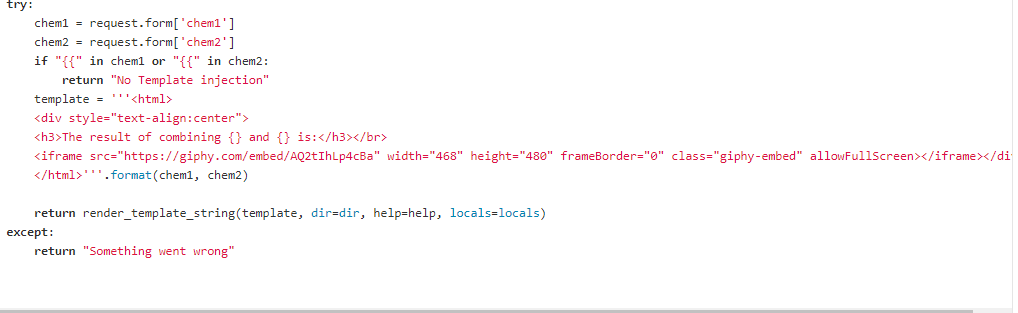 try:
    chem1 = request.form['chem1']
    chem2 = request.form['chem2']
    if "{{" in chem1 or "{{" in chem2:
        return "No Template injection"
    template = '''<html>
    <div style="text-align:center">
    <h3>The result of combining {} and {} is:</h3></br>
    <iframe src="https://giphy.com/embed/AQ2tIhLp4cBa" width="468" height="480" frameBorder="0" class="giphy-embed" allowFullScreen></iframe></di
    </html>'''.format(chem1, chem2)
    return render_template_string(template, dir=dir, help=help, locals=locals)
except:
    return "Something went wrong"